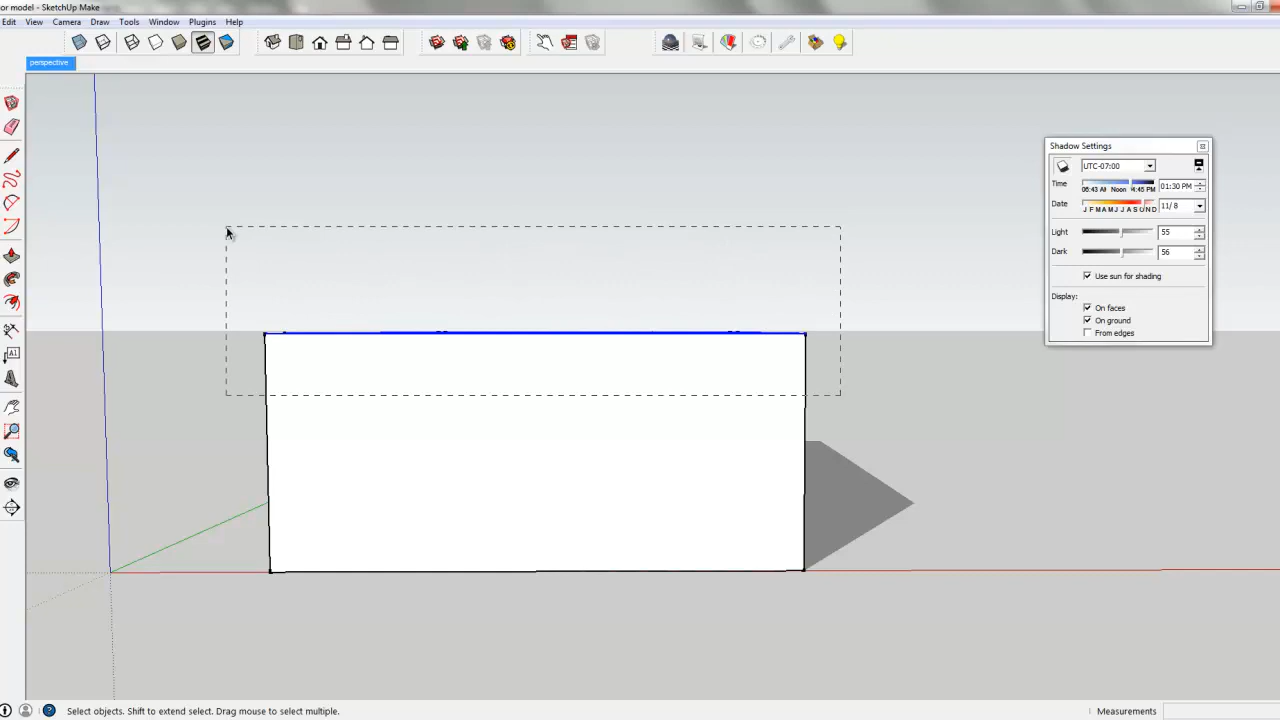 or model - SketchUp Make
Edit View Camera Draw Tools Window Plugins Help
perspective
Shadow Settings
UTC-07:00
Time 06:43 AM Noon 4:45 PM 01:30 PM
Date J F M A M J J A S O N D 11/ 8
Light 55
Dark 56
Use sun for shading
Display:
On faces
On ground
From edges
Select objects. Shift to extend select. Drag mouse to select multiple.
Measurements